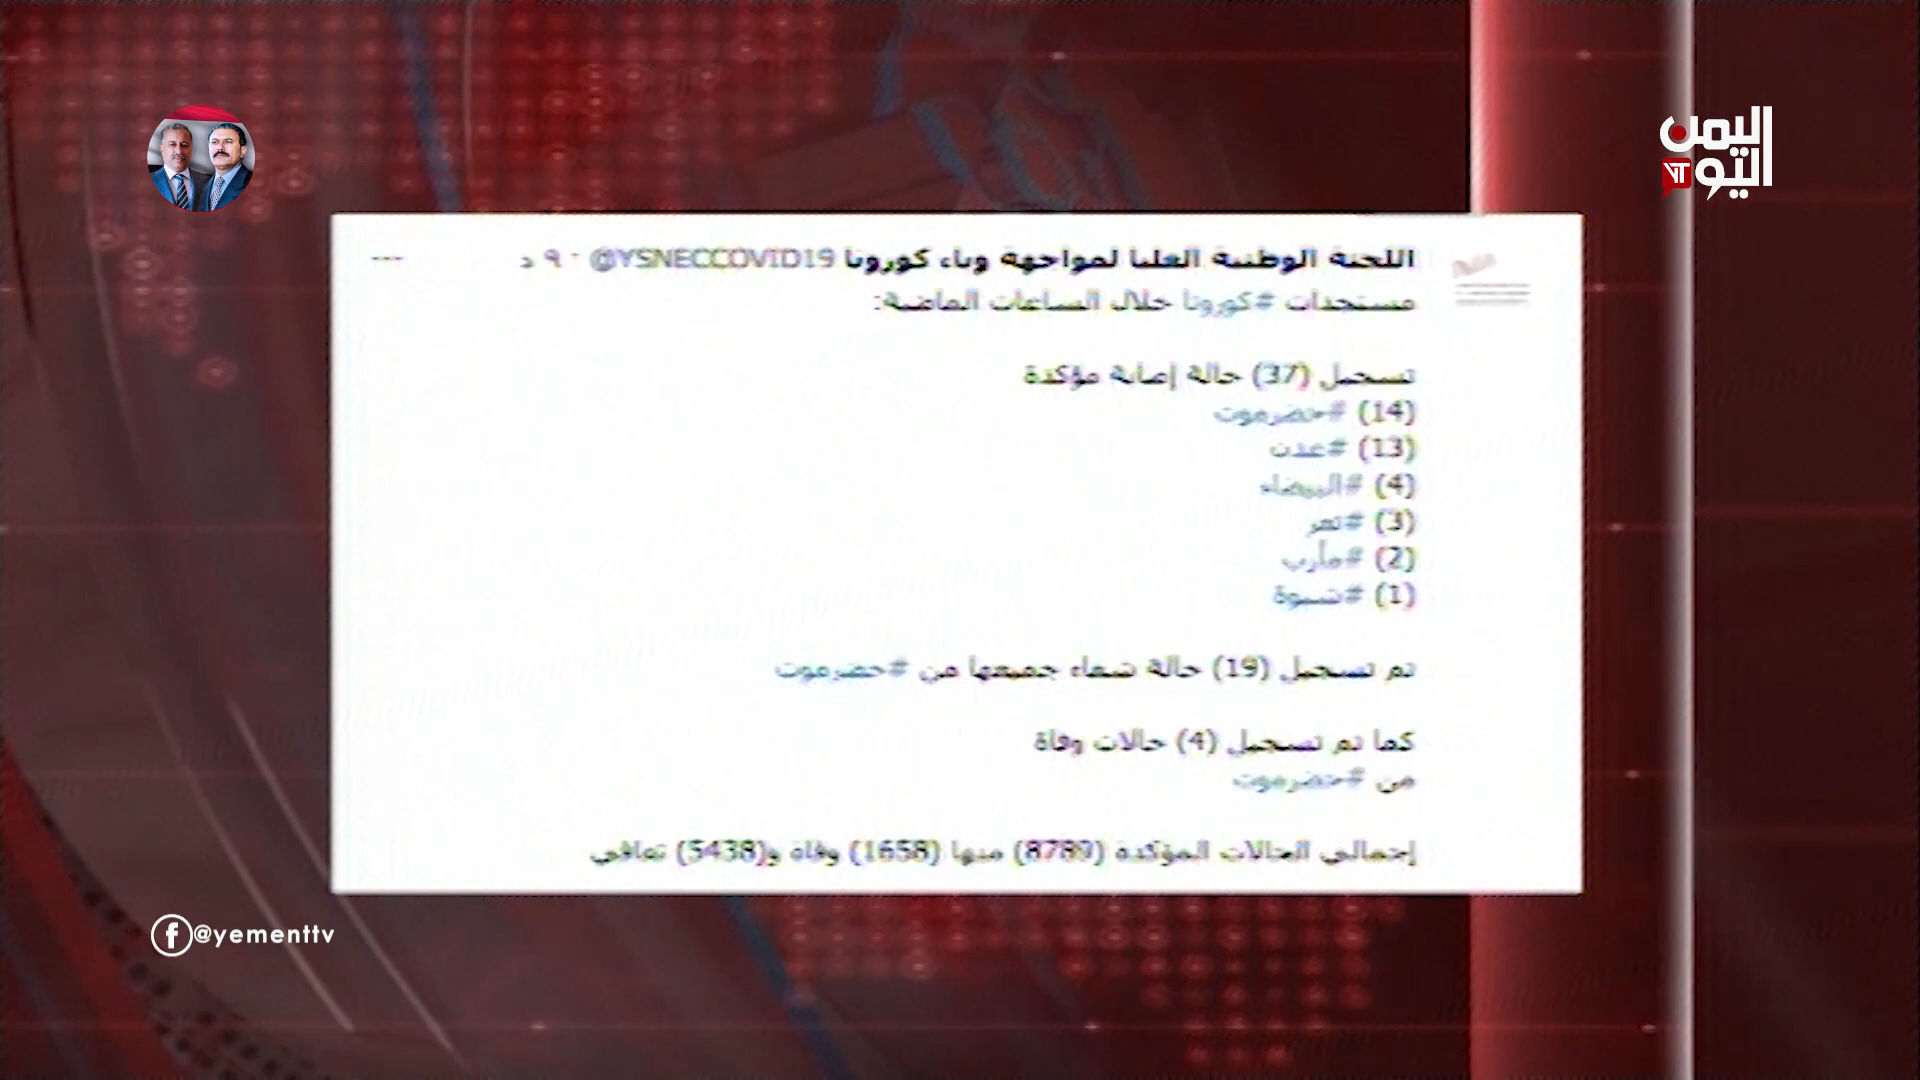 اليمن
اليوم
YT
اللجنة الوطنية العليا لمواجهة وباء كورونا @YSNECCOVID19 · ٩ د
مستجدات #كورونا خلال الساعات الماضية:
تسجيل (37) حالة إصابة مؤكدة
(14) #حضرموت
(13) #عدن
(4) #البيضاء
(3) #تعز
(2) #مأرب
(1) #شبوة
تم تسجيل (19) حالة شفاء جميعها من #حضرموت
كما تم تسجيل (4) حالات وفاة
من #حضرموت
إجمالي الحالات المؤكدة (8789) منها (1658) وفاة و(5438) تعافي
@yementtv